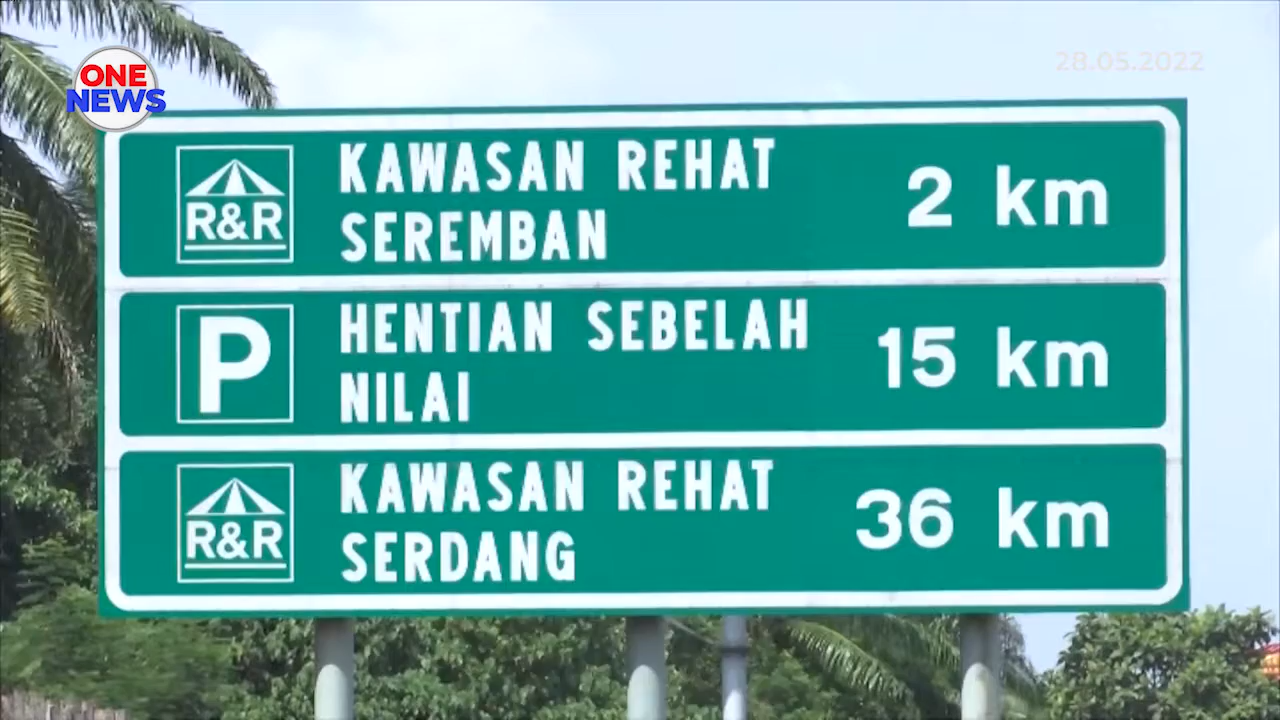 ONE
NEWS
28.05.2022
R&R
KAWASAN REHAT
SEREMBAN
2 km
P
HENTIAN SEBELAH
NILAI
15 km
R&R
KAWASAN REHAT
SERDANG
36 km